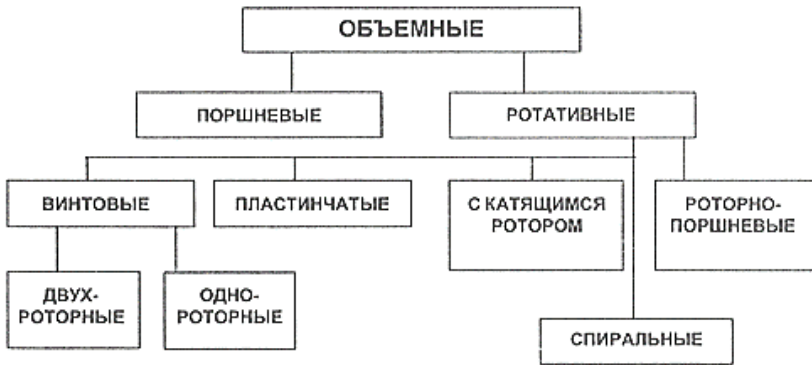 ОБЪЕМНЫЕ
ПОРШНЕВЫЕ
РОТАТИВНЫЕ
ВИНТОВЫЕ
ПЛАСТИНЧАТЫЕ
С КАТЯЩИМСЯ
РОТОРОМ
РОТОРНО-
ПОРШНЕВЫЕ
ДВУХ-
РОТОРНЫЕ
ОДНО-
РОТОРНЫЕ
СПИРАЛЬНЫЕ